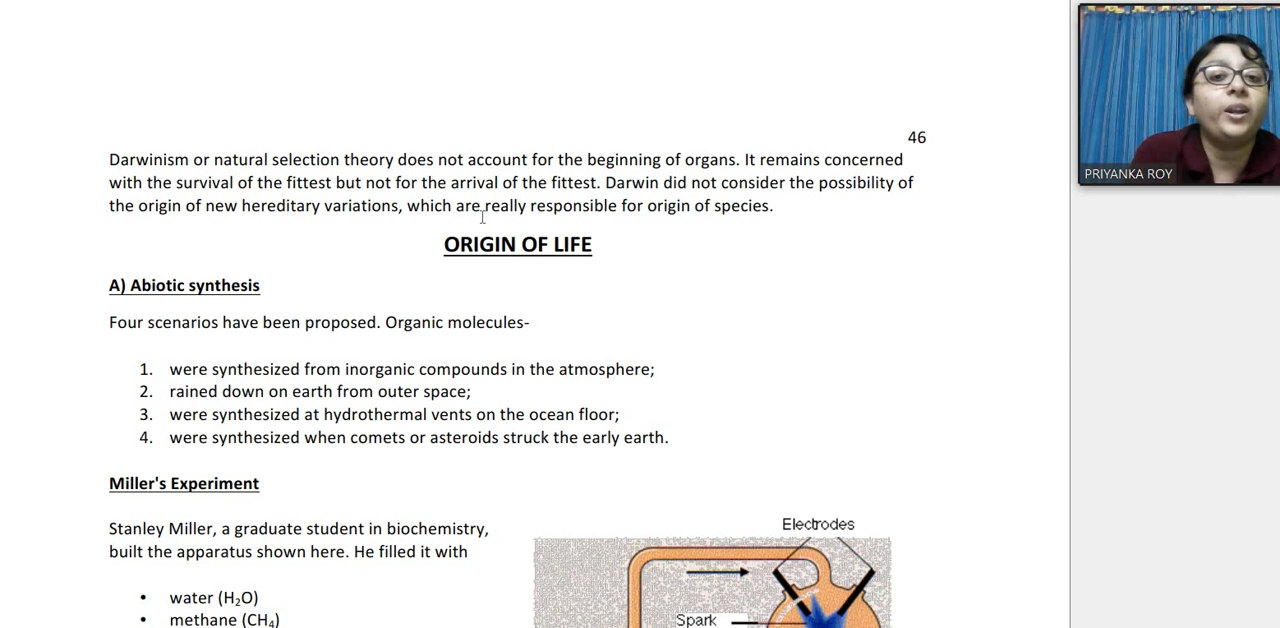 PRIYANKA ROY
46
Darwinism or natural selection theory does not account for the beginning of organs. It remains concerned
with the survival of the fittest but not for the arrival of the fittest. Darwin did not consider the possibility of
the origin of new hereditary variations, which are really responsible for origin of species.
ORIGIN OF LIFE
A) Abiotic synthesis
Four scenarios have been proposed. Organic molecules-
1. were synthesized from inorganic compounds in the atmosphere;
2. rained down on earth from outer space;
3. were synthesized at hydrothermal vents on the ocean floor;
4. were synthesized when comets or asteroids struck the early earth.
Miller's Experiment
Stanley Miller, a graduate student in biochemistry,
built the apparatus shown here. He filled it with
• water (H₂O)
• methane (CH₄)
Electrodes
Spark